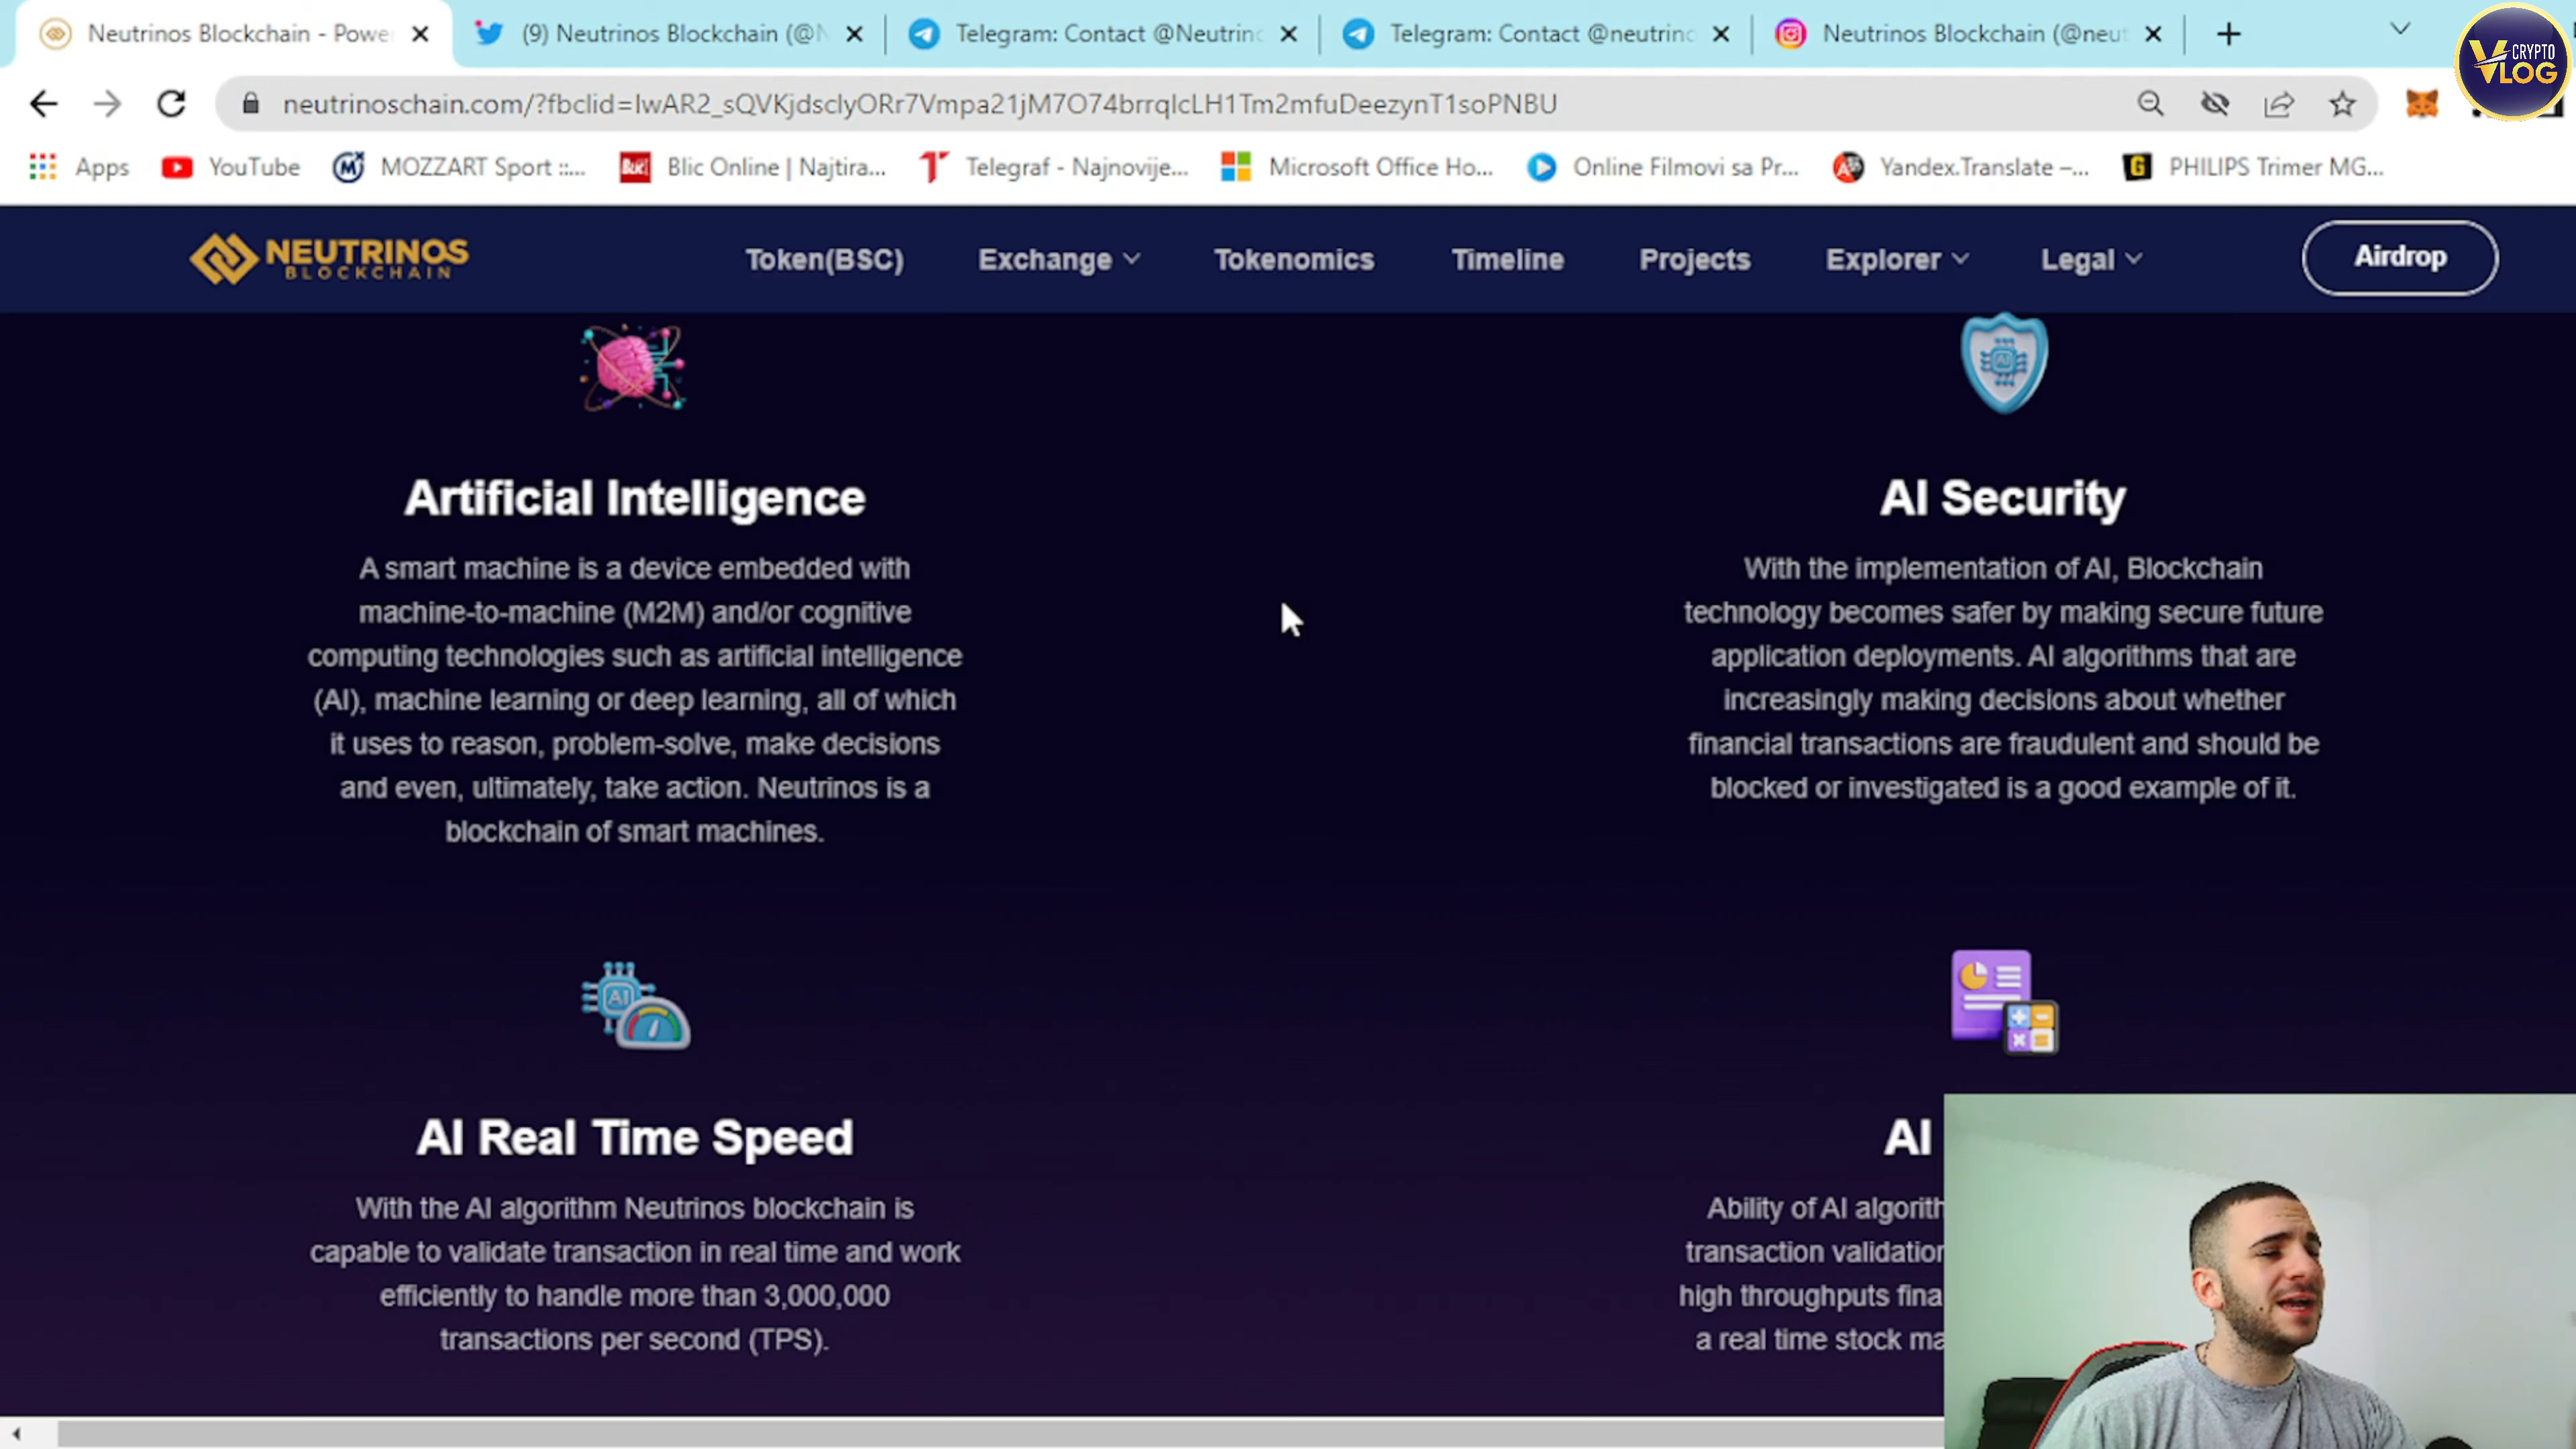 Neutrinos Blockchain - Powe
(9) Neutrinos Blockchain (@N
Telegram: Contact @Neutrinc
Telegram: Contact @neutrinc
Neutrinos Blockchain (@neut
CRYPTO
VLOG
neutrinoschain.com/?fbclid=IwAR2_sQVKjdsclyORr7Vmpa21jM7O74brrqIcLH1Tm2mfuDeezynT1soPNBU
Apps
YouTube
MOZZART Sport ::...
Blic Online | Najtira...
Telegraf - Najnovije...
Microsoft Office Ho...
Online Filmovi sa Pr...
Yandex.Translate –...
PHILIPS Trimer MG...
NEUTRINOS
BLOCKCHAIN
Token(BSC)
Exchange
Tokenomics
Timeline
Projects
Explorer
Legal
Airdrop
Artificial Intelligence
A smart machine is a device embedded with
machine-to-machine (M2M) and/or cognitive
computing technologies such as artificial intelligence
(AI), machine learning or deep learning, all of which
it uses to reason, problem-solve, make decisions
and even, ultimately, take action. Neutrinos is a
blockchain of smart machines.
AI
AI Security
With the implementation of AI, Blockchain
technology becomes safer by making secure future
application deployments. AI algorithms that are
increasingly making decisions about whether
financial transactions are fraudulent and should be
blocked or investigated is a good example of it.
AI
AI Real Time Speed
With the AI algorithm Neutrinos blockchain is
capable to validate transaction in real time and work
efficiently to handle more than 3,000,000
transactions per second (TPS).
AI
Ability of AI algorith
transaction validation
high throughputs fina
a real time stock ma